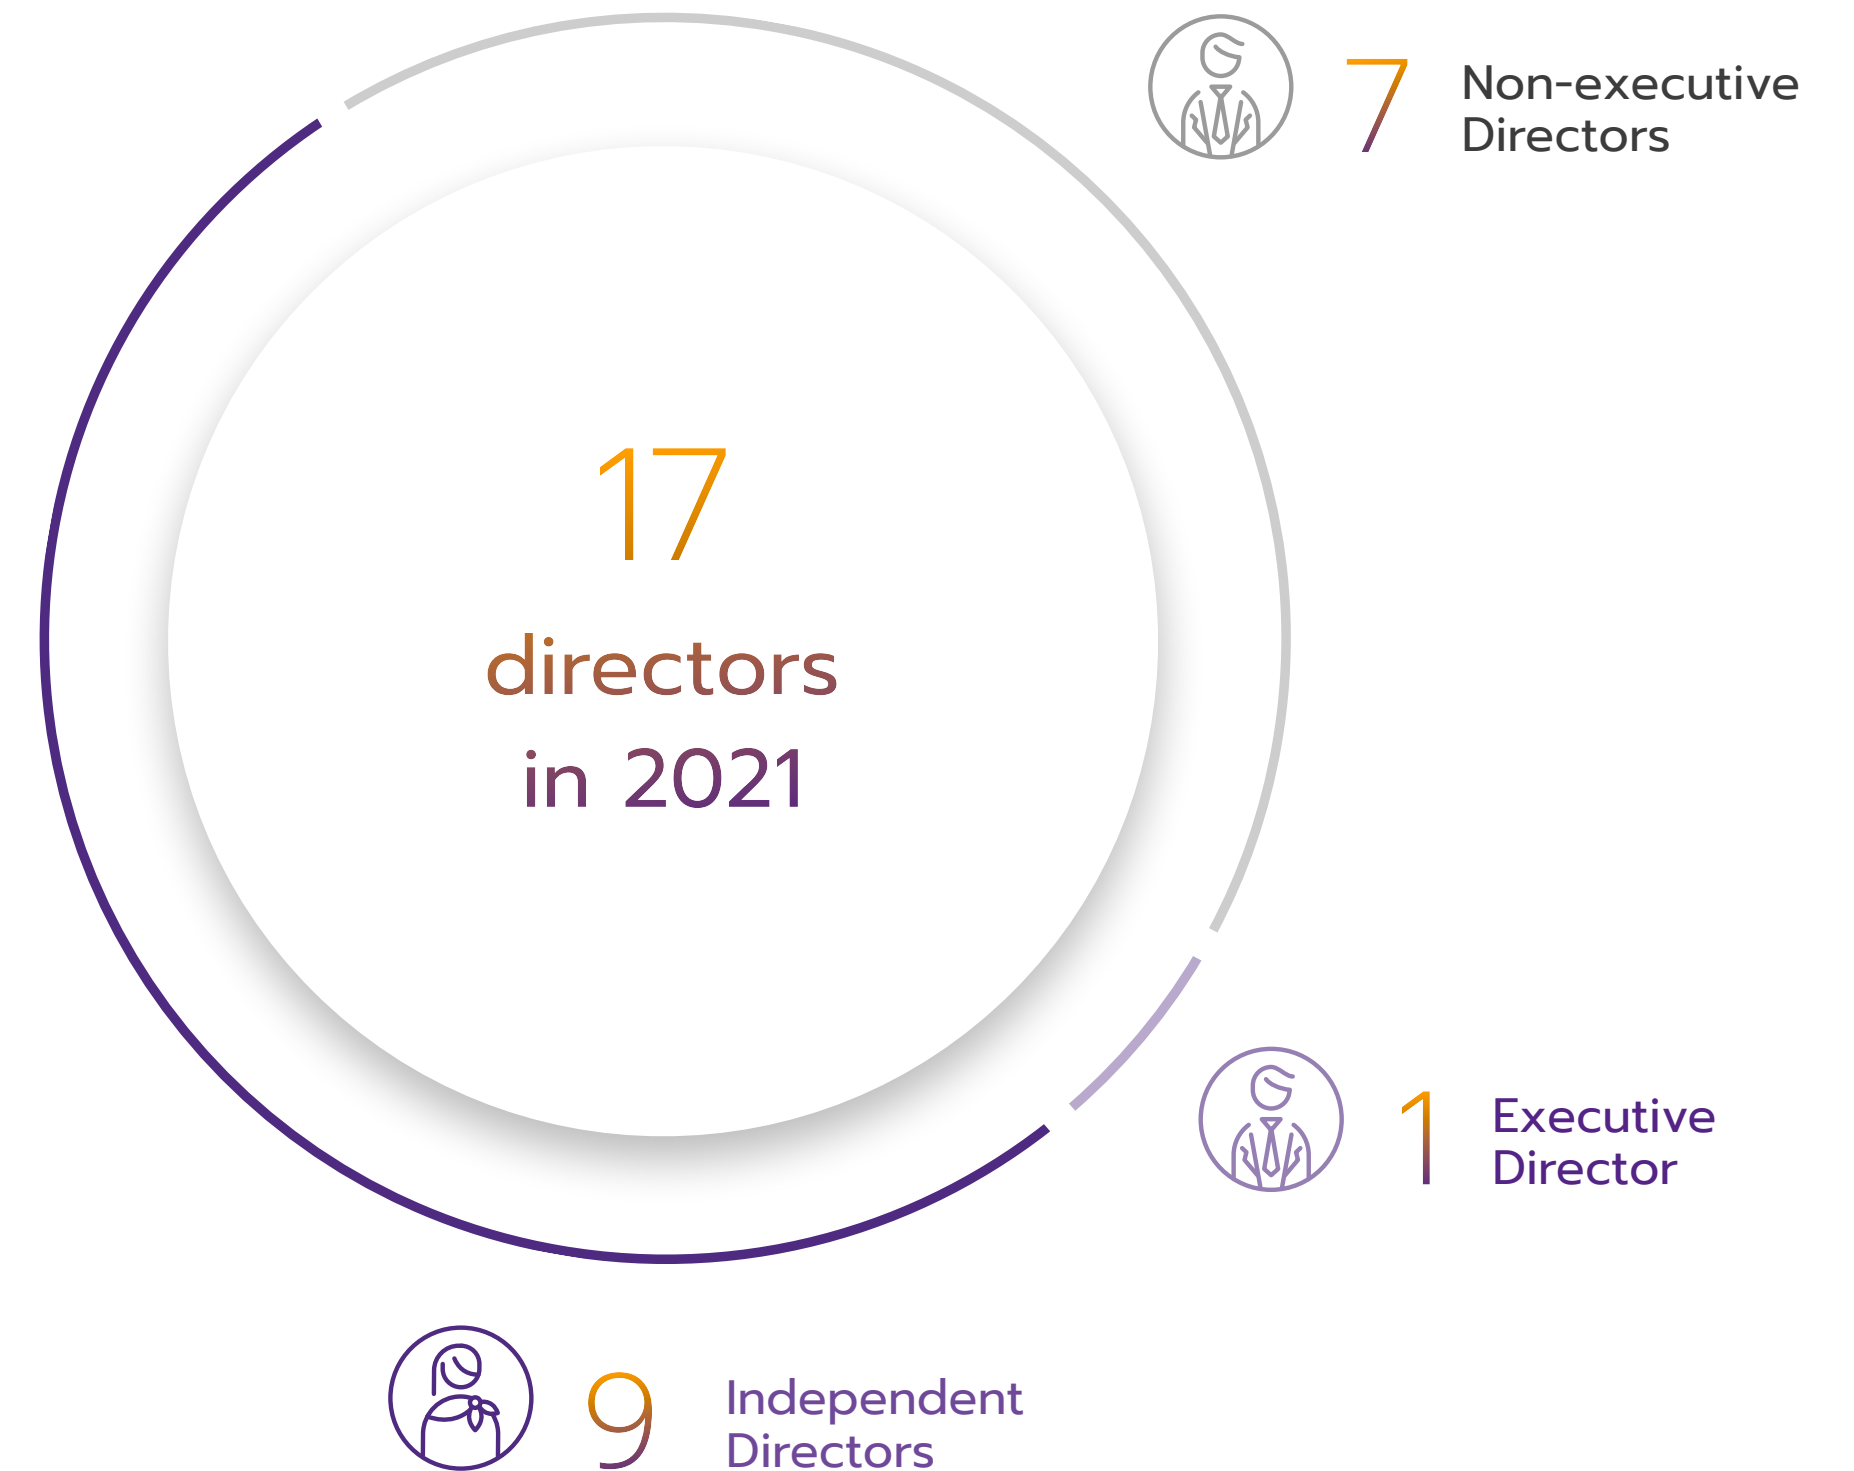 7
Non-executive
Directors
17
directors
in 2021
1
Executive
Director
9
Independent
Directors